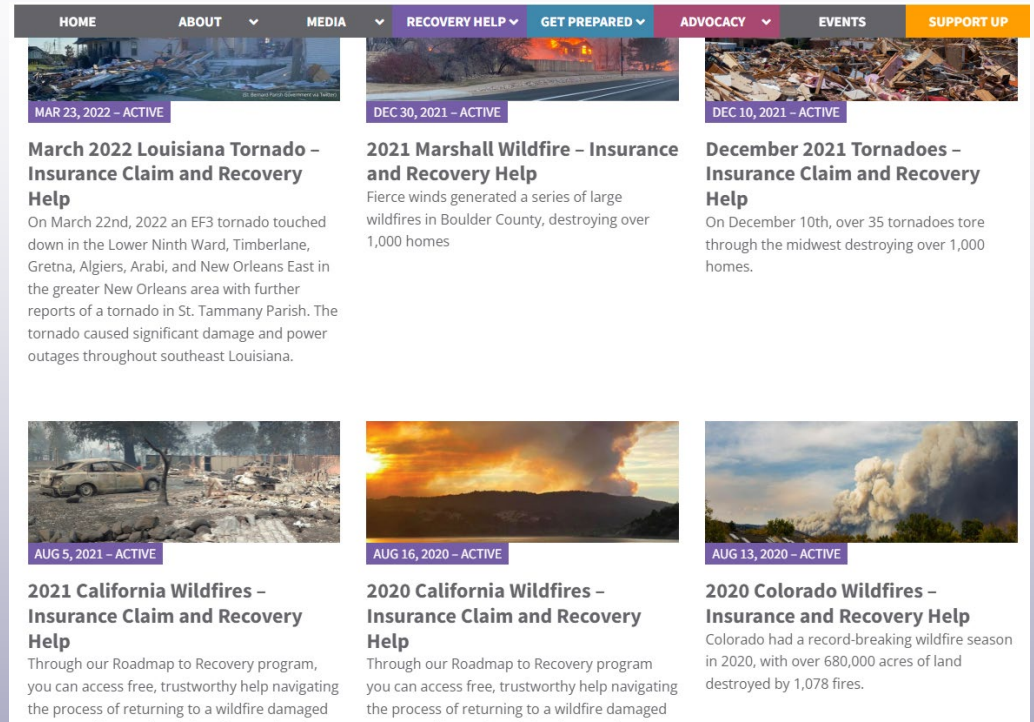 HOME ABOUT MEDIA RECOVERY HELP GET PREPARED ADVOCACY EVENTS SUPPORT UP
(St. Bernard Parish Government via Twitter)
MAR 23, 2022 – ACTIVE
March 2022 Louisiana Tornado –
Insurance Claim and Recovery
Help
On March 22nd, 2022 an EF3 tornado touched
down in the Lower Ninth Ward, Timberlane,
Gretna, Algiers, Arabi, and New Orleans East in
the greater New Orleans area with further
reports of a tornado in St. Tammany Parish. The
tornado caused significant damage and power
outages throughout southeast Louisiana.
DEC 30, 2021 – ACTIVE
2021 Marshall Wildfire – Insurance
and Recovery Help
Fierce winds generated a series of large
wildfires in Boulder County, destroying over
1,000 homes
DEC 10, 2021 – ACTIVE
December 2021 Tornadoes –
Insurance Claim and Recovery
Help
On December 10th, over 35 tornadoes tore
through the midwest destroying over 1,000
homes.
AUG 5, 2021 – ACTIVE
2021 California Wildfires –
Insurance Claim and Recovery
Help
Through our Roadmap to Recovery program,
you can access free, trustworthy help navigating
the process of returning to a wildfire damaged
AUG 16, 2020 – ACTIVE
2020 California Wildfires –
Insurance Claim and Recovery
Help
Through our Roadmap to Recovery program
you can access free, trustworthy help navigating
the process of returning to a wildfire damaged
AUG 13, 2020 – ACTIVE
2020 Colorado Wildfires –
Insurance and Recovery Help
Colorado had a record-breaking wildfire season
in 2020, with over 680,000 acres of land
destroyed by 1,078 fires.